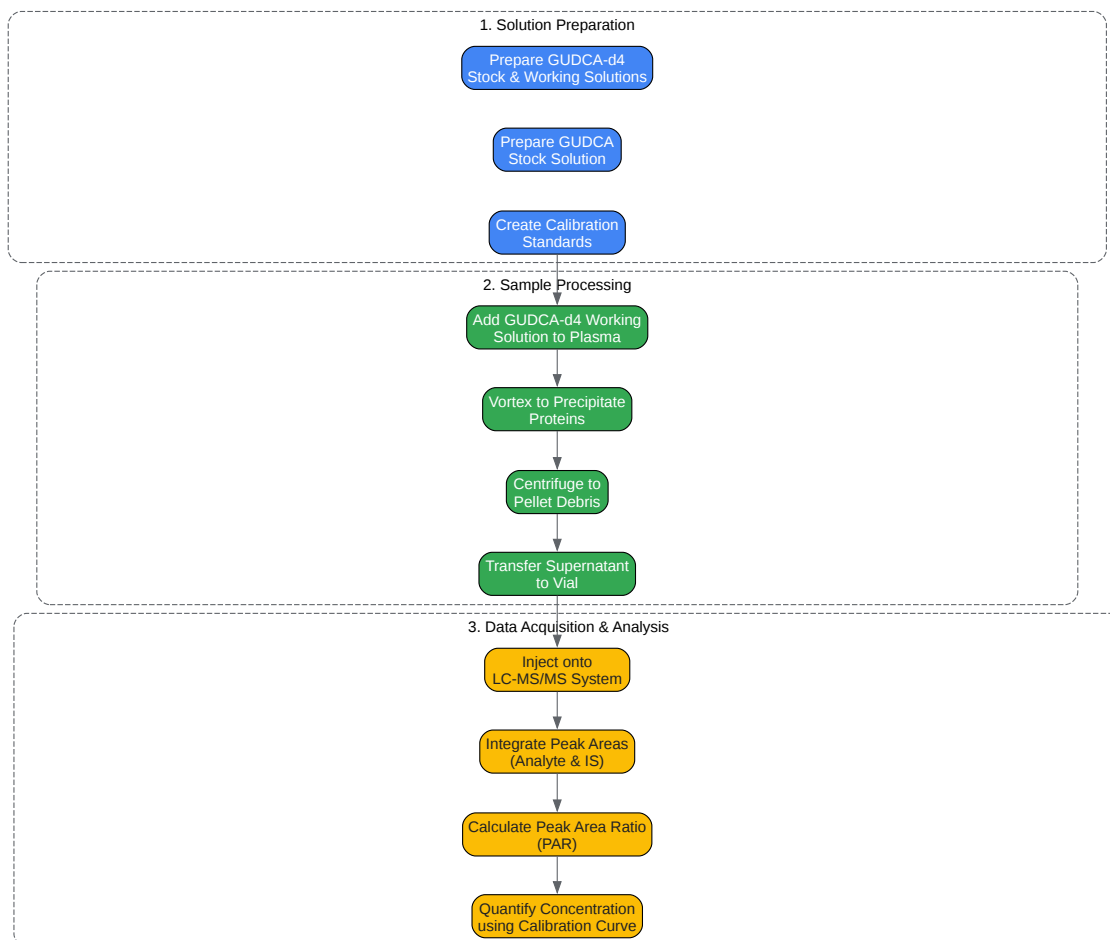 1. Solution Preparation
Prepare GUDCA-d4
Stock & Working Solutions
Prepare GUDCA
Stock Solution
Create Calibration
Standards
2. Sample Processing
Add GUDCA-d4 Working
Solution to Plasma
Vortex to Precipitate
Proteins
Centrifuge to
Pellet Debris
Transfer Supernatant
to Vial
3. Data Acquisition & Analysis
Inject onto
LC-MS/MS System
Integrate Peak Areas
(Analyte & IS)
Calculate Peak Area Ratio
(PAR)
Quantify Concentration
using Calibration Curve